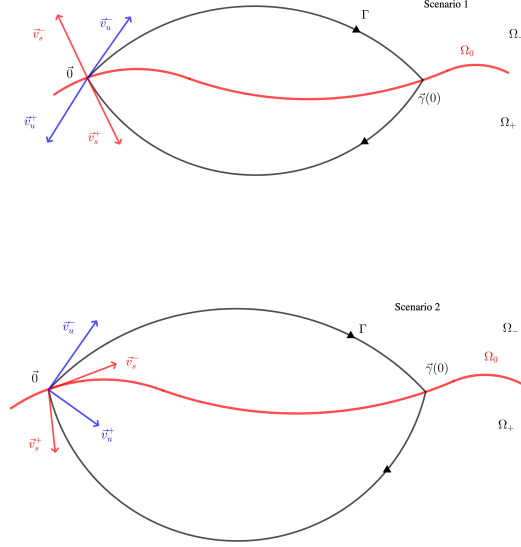 Scenario 1
Γ
Ω₋
v⃗ₛ⁻
v⃗ᵤ⁻
Ω₀
0⃗
γ⃗(0)
v⃗ᵤ⁺
v⃗ₛ⁺
Ω₊
Scenario 2
v⃗ᵤ⁻
Γ
Ω₋
v⃗ₛ⁻
Ω₀
0⃗
γ⃗(0)
v⃗ₛ⁺
v⃗ᵤ⁺
Ω₊